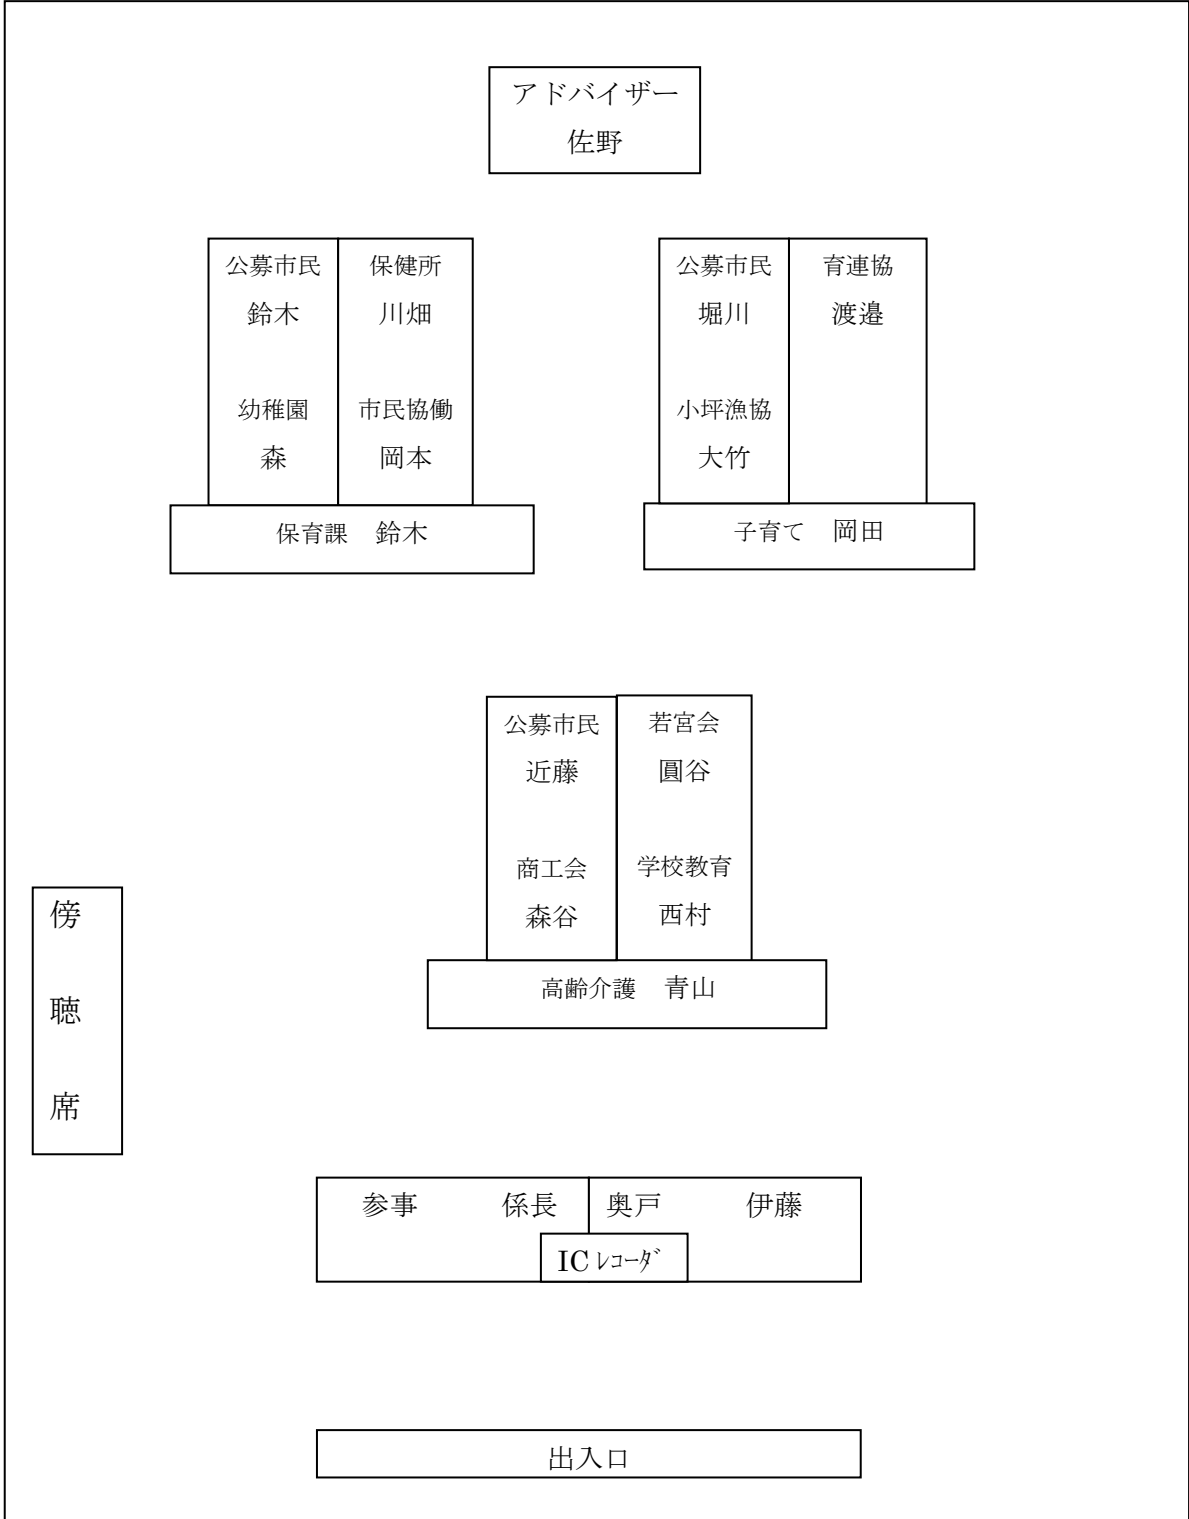 アドバイザー
佐野
公募市民 保健所
鈴木 川畑
幼稚園 市民協働
森 岡本
保育課 鈴木
公募市民 育連協
堀川 渡邉
小坪漁協
大竹
子育て 岡田
公募市民 若宮会
近藤 圓谷
商工会 学校教育
森谷 西村
高齢介護 青山
傍
聴
席
参事 係長 奥戸 伊藤
IC ﾚｺｰﾀﾞ
出入口